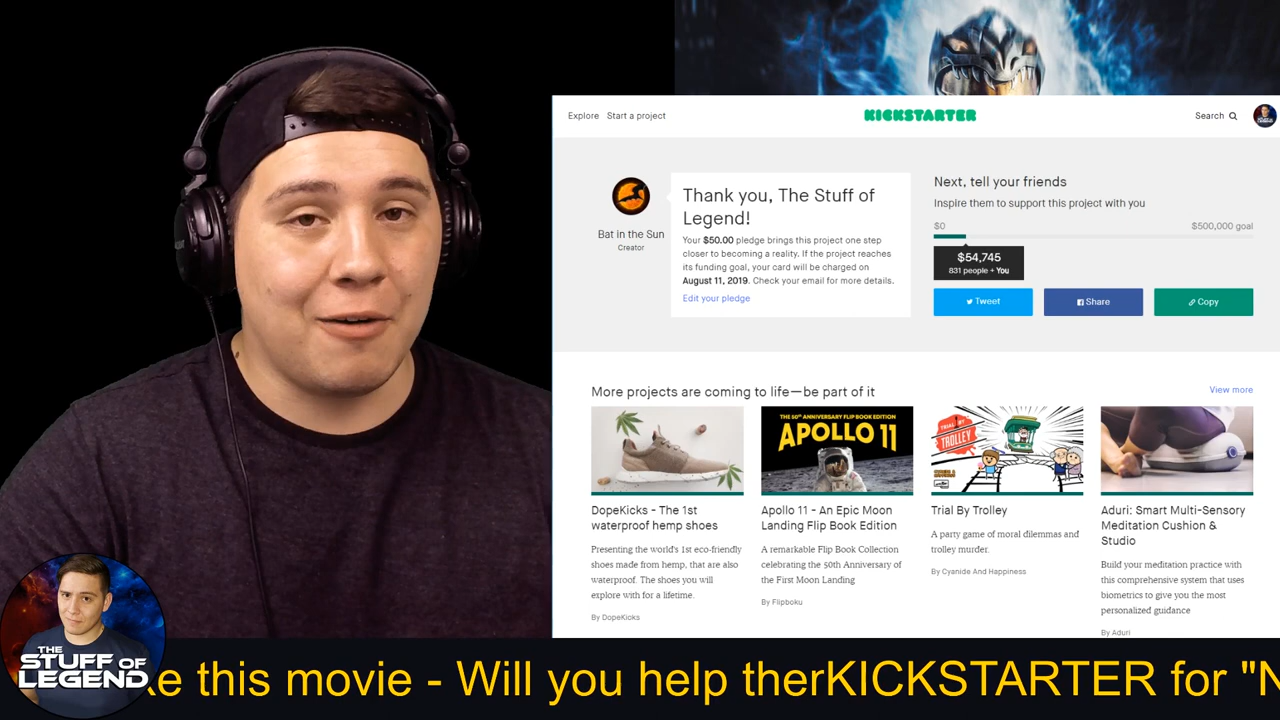 Explore Start a project
KICKSTARTER
Search
Bat in the Sun
Creator
Thank you, The Stuff of
Legend!
Your $50.00 pledge brings this project one step
closer to becoming a reality. If the project reaches
its funding goal, your card will be charged on
August 11, 2019. Check your email for more details.
Edit your pledge
Next, tell your friends
Inspire them to support this project with you
$0 $500,000 goal
$54,745
831 people + You
Tweet Share Copy
More projects are coming to life—be part of it
View more
THE 50TH ANNIVERSARY FLIP BOOK EDITION
APOLLO 11
TRIAL BY
TROLLEY
DopeKicks - The 1st
waterproof hemp shoes
Presenting the world's 1st eco-friendly
shoes made from hemp, that are also
waterproof. The shoes you will
explore with for a lifetime.
By DopeKicks
Apollo 11 - An Epic Moon
Landing Flip Book Edition
A remarkable Flip Book Collection
celebrating the 50th Anniversary of
the First Moon Landing
By Flipboku
Trial By Trolley
A party game of moral dilemmas and
trolley murder.
By Cyanide And Happiness
Aduri: Smart Multi-Sensory
Meditation Cushion &
Studio
Build your meditation practice with
this comprehensive system that uses
biometrics to give you the most
personalized guidance
By Aduri
THE
STUFF OF
LEGEND
ke this movie - Will you help therKICKSTARTER for "N